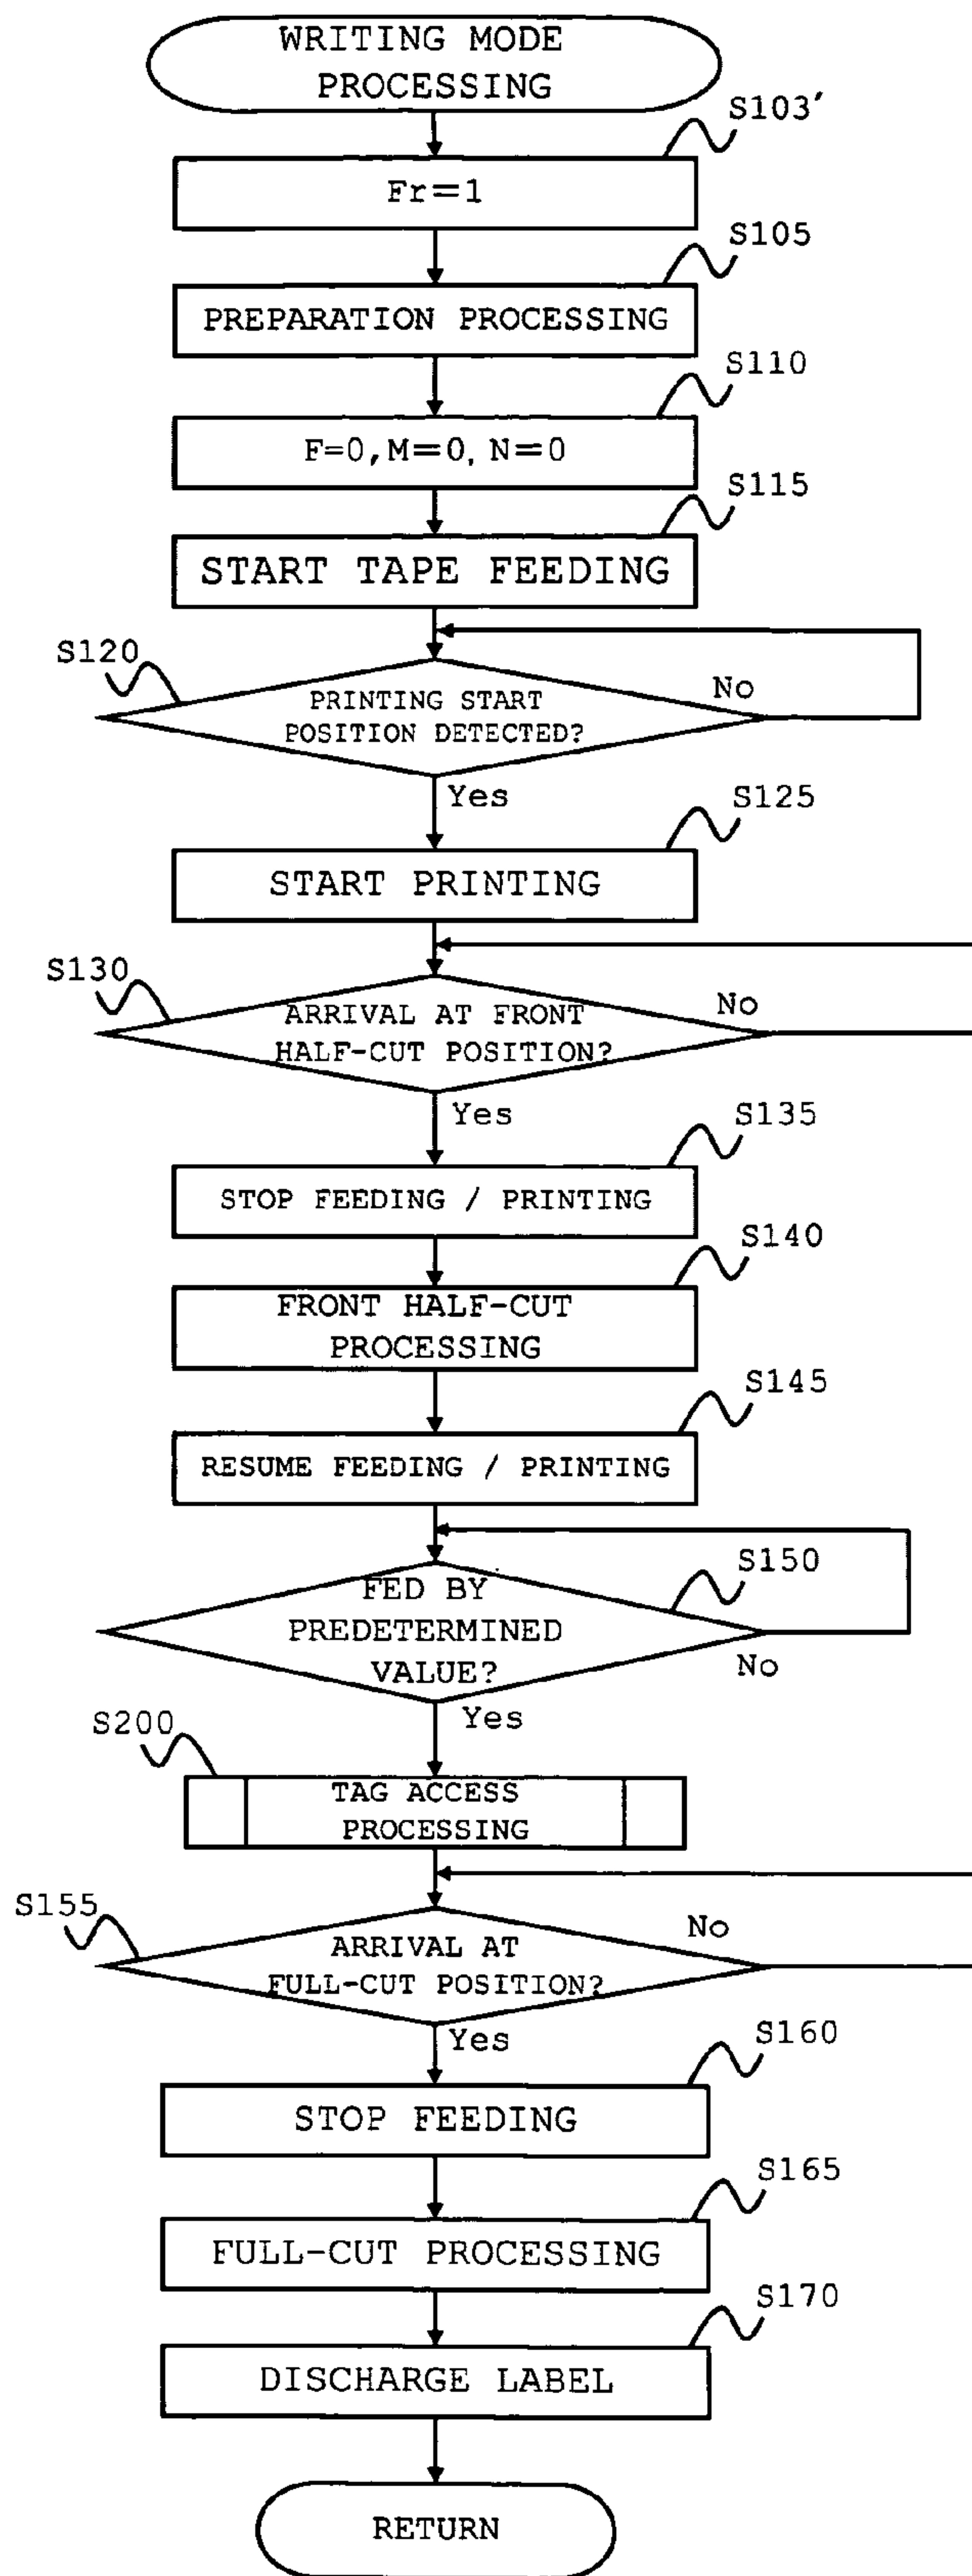 WRITING MODE
PROCESSING
S103′
Fr=1
S105
PREPARATION PROCESSING
S110
F=0, M=0, N=0
S115
START TAPE FEEDING
S120
PRINTING START
POSITION DETECTED?
No
Yes
S125
START PRINTING
S130
ARRIVAL AT FRONT
HALF-CUT POSITION?
No
Yes
S135
STOP FEEDING / PRINTING
S140
FRONT HALF-CUT
PROCESSING
S145
RESUME FEEDING / PRINTING
S150
FED BY
PREDETERMINED
VALUE?
No
Yes
S200
TAG ACCESS
PROCESSING
S155
ARRIVAL AT
FULL-CUT POSITION?
No
Yes
S160
STOP FEEDING
S165
FULL-CUT PROCESSING
S170
DISCHARGE LABEL
RETURN